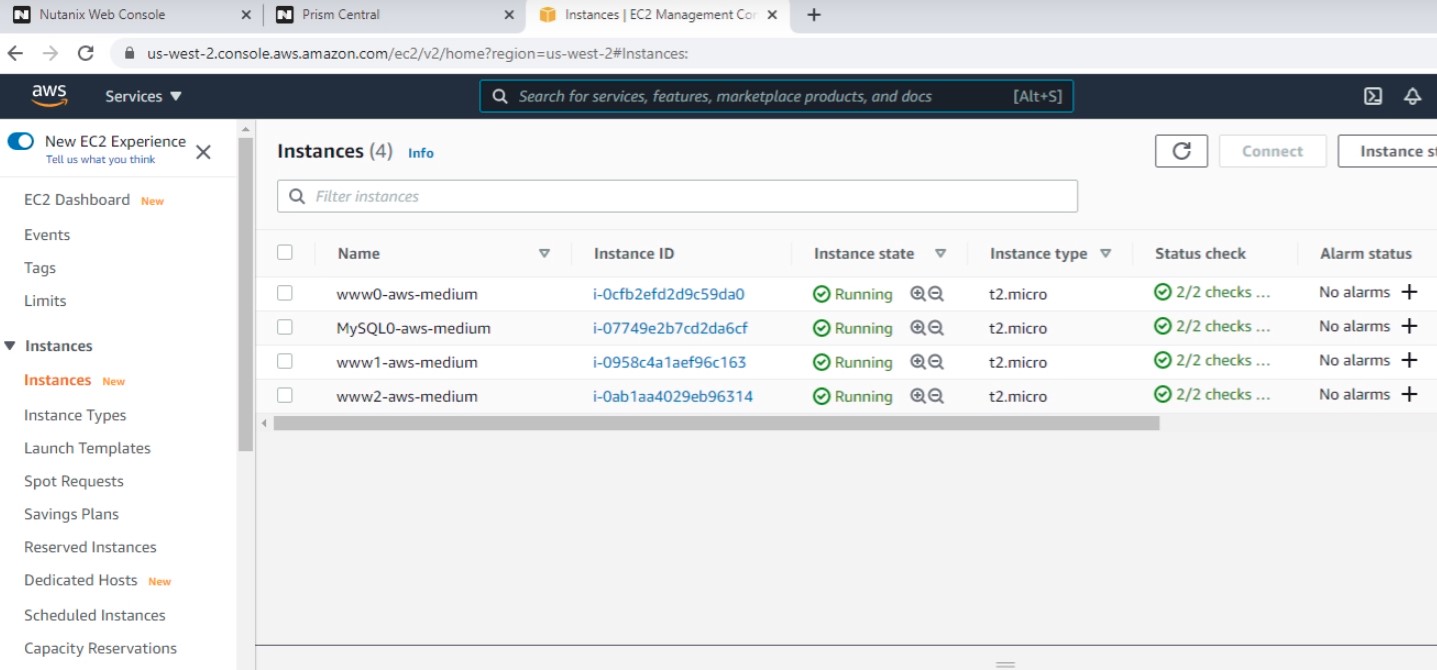 Nutanix Web Console
Prism Central
Instances | EC2 Management Con
us-west-2.console.aws.amazon.com/ec2/v2/home?region=us-west-2#Instances:
aws
Services
Search for services, features, marketplace products, and docs [Alt+S]
New EC2 Experience
Tell us what you think
EC2 Dashboard New
Events
Tags
Limits
Instances
Instances New
Instance Types
Launch Templates
Spot Requests
Savings Plans
Reserved Instances
Dedicated Hosts New
Scheduled Instances
Capacity Reservations
Instances (4) Info
Connect
Instance st
Filter instances
Name Instance ID Instance state Instance type Status check Alarm status
www0-aws-medium i-0cfb2efd2d9c59da0 Running t2.micro 2/2 checks ... No alarms +
MySQL0-aws-medium i-07749e2b7cd2da6cf Running t2.micro 2/2 checks ... No alarms +
www1-aws-medium i-0958c4a1aef96c163 Running t2.micro 2/2 checks ... No alarms +
www2-aws-medium i-0ab1aa4029eb96314 Running t2.micro 2/2 checks ... No alarms +